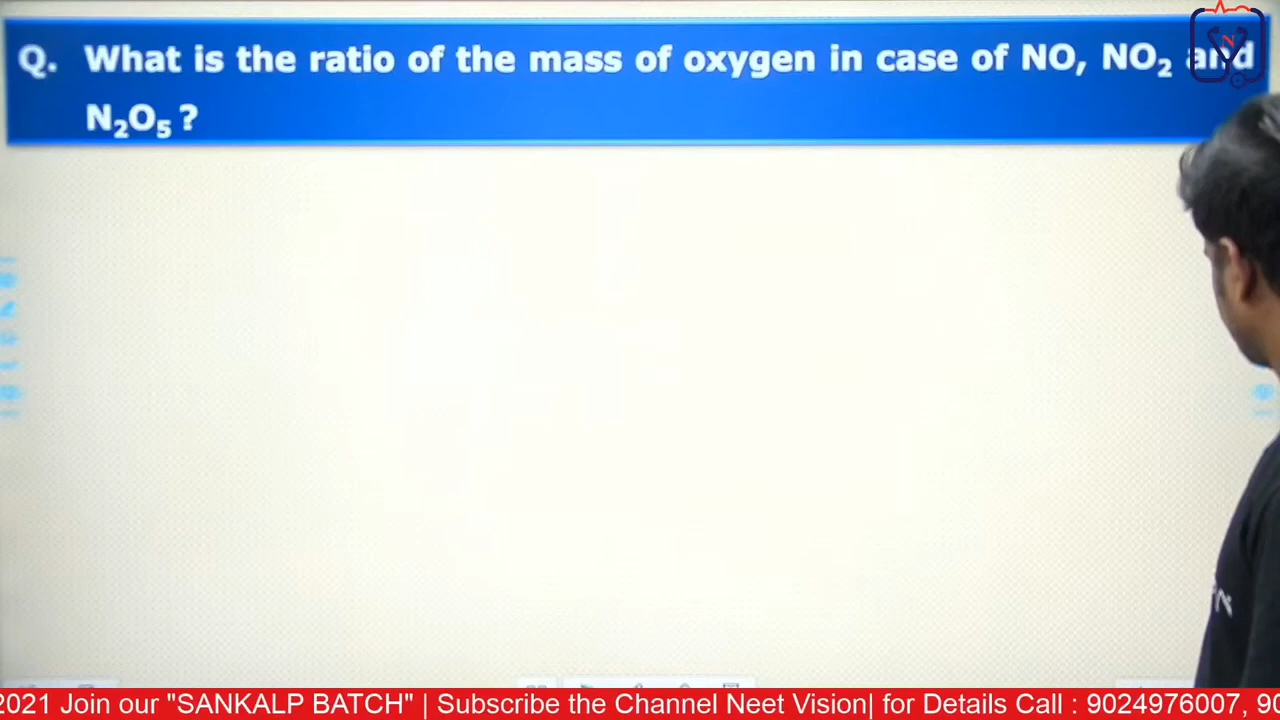 Q. What is the ratio of the mass of oxygen in case of NO, NO₂ and
N₂O₅ ?
N
2021 Join our "SANKALP BATCH" | Subscribe the Channel Neet Vision| for Details Call : 9024976007, 90